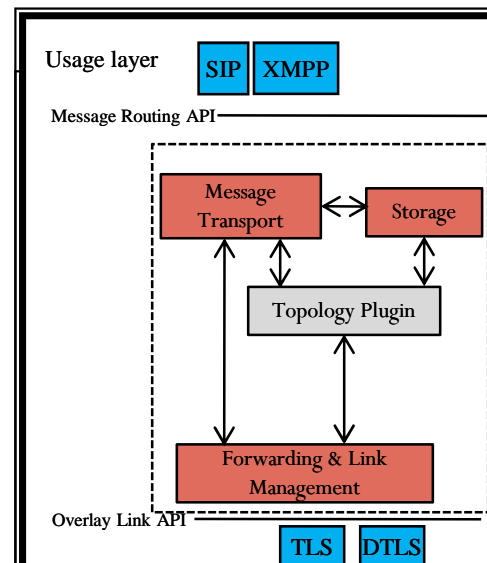 Usage layer
SIP XMPP
Message Routing API
Message
Transport
Storage
Topology Plugin
Forwarding & Link
Management
Overlay Link API
TLS DTLS